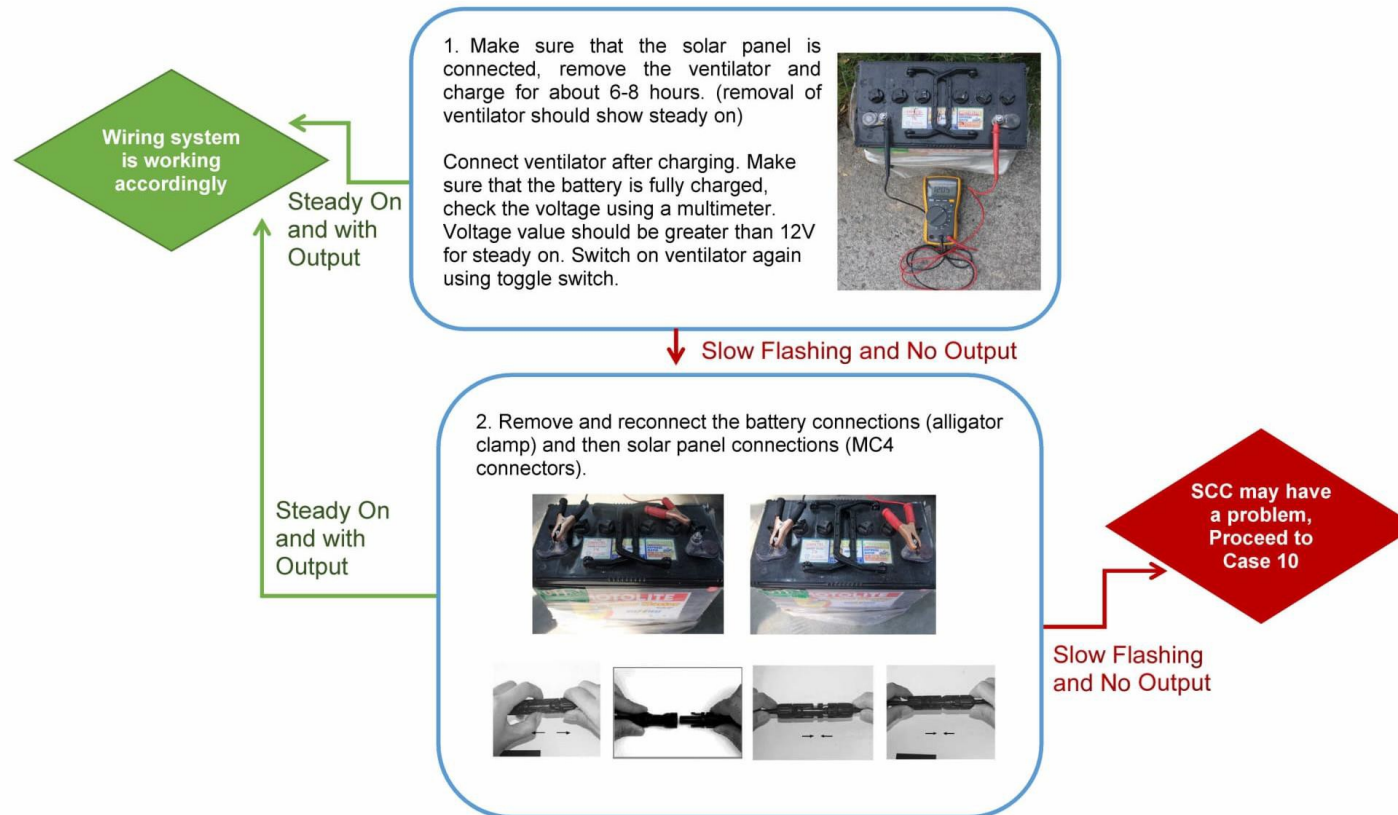 1. Make sure that the solar panel is
connected, remove the ventilator and
charge for about 6-8 hours. (removal of
ventilator should show steady on)
Connect ventilator after charging. Make
sure that the battery is fully charged,
check the voltage using a multimeter.
Voltage value should be greater than 12V
for steady on. Switch on ventilator again
using toggle switch.
Wiring system
is working
accordingly
Steady On
and with
Output
Slow Flashing and No Output
2. Remove and reconnect the battery connections (alligator
clamp) and then solar panel connections (MC4
connectors).
Steady On
and with
Output
SCC may have
a problem,
Proceed to
Case 10
Slow Flashing
and No Output